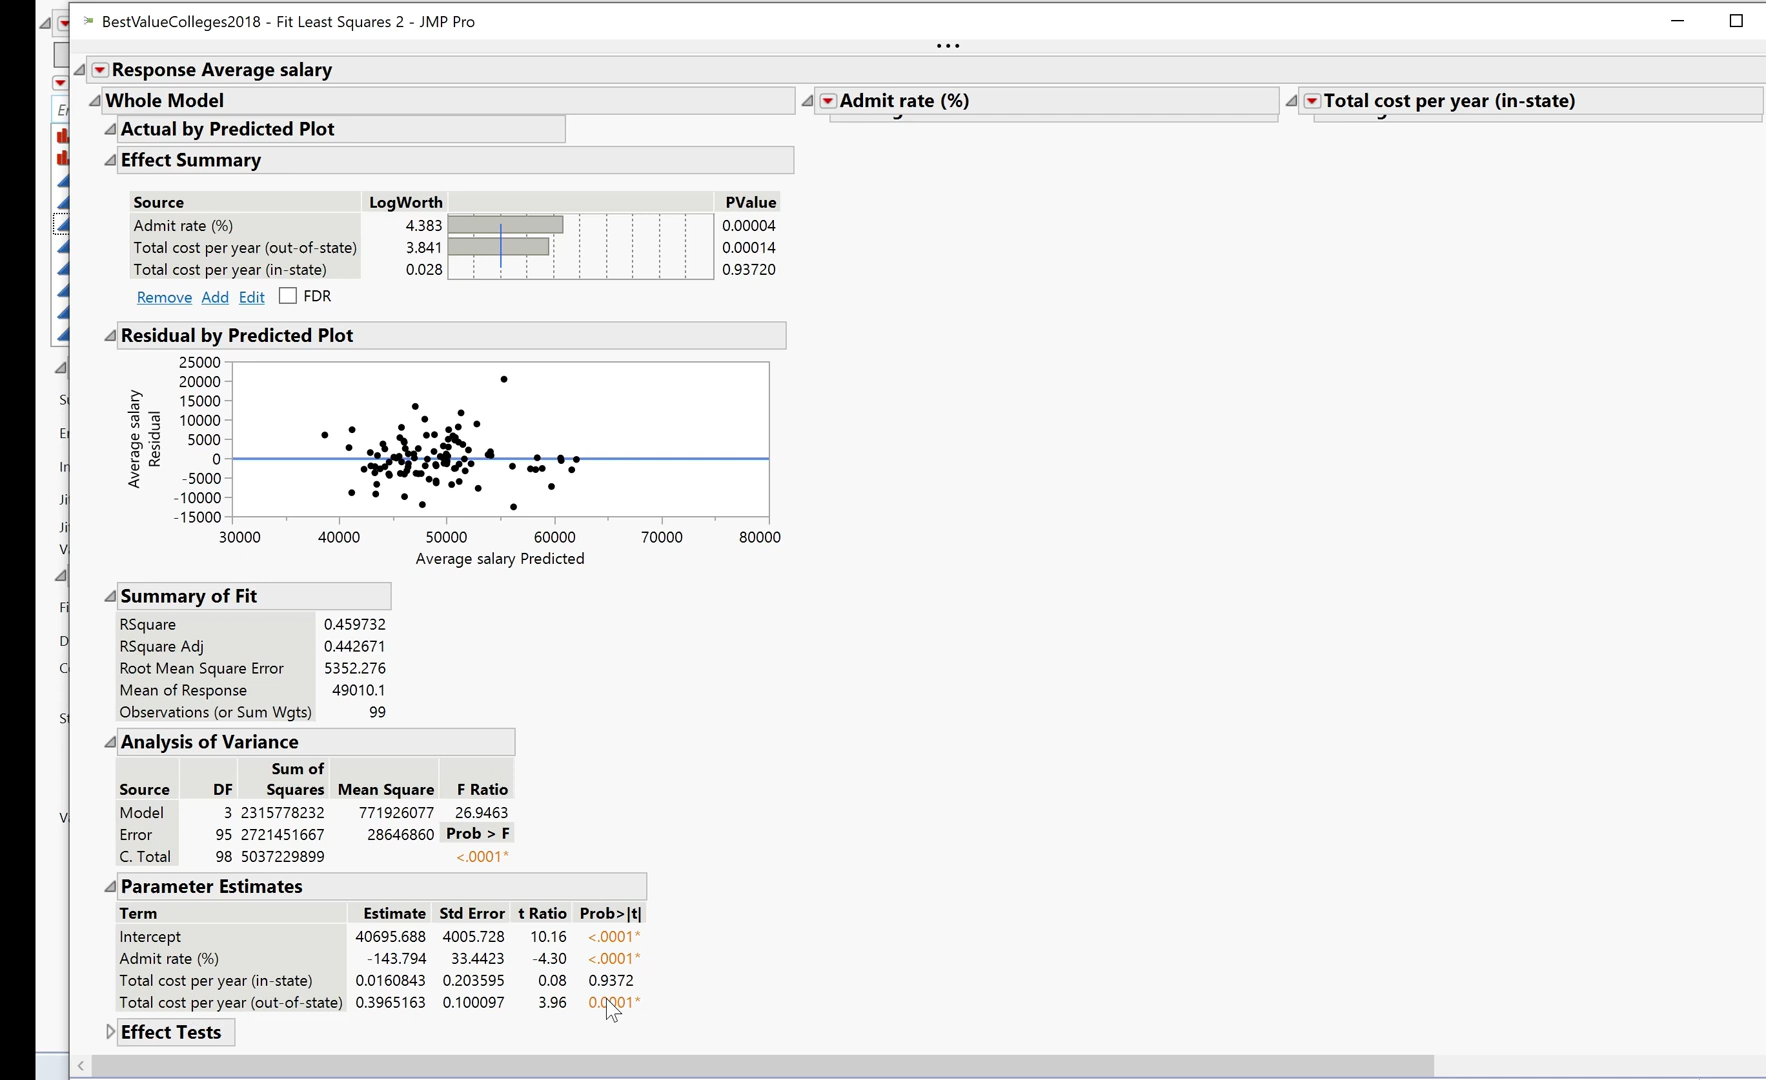 BestValueColleges2018 - Fit Least Squares 2 - JMP Pro
Response Average salary
Whole Model
Admit rate (%)
Total cost per year (in-state)
Actual by Predicted Plot
Effect Summary
Source LogWorth PValue
Admit rate (%) 4.383 0.00004
Total cost per year (out-of-state) 3.841 0.00014
Total cost per year (in-state) 0.028 0.93720
Remove Add Edit FDR
Residual by Predicted Plot
25000
20000
15000
10000
5000
0
-5000
-10000
-15000
Average salary
Residual
30000 40000 50000 60000 70000 80000
Average salary Predicted
Summary of Fit
RSquare 0.459732
RSquare Adj 0.442671
Root Mean Square Error 5352.276
Mean of Response 49010.1
Observations (or Sum Wgts) 99
Analysis of Variance
Sum of
Source DF Squares Mean Square F Ratio
Model 3 2315778232 771926077 26.9463
Error 95 2721451667 28646860 Prob > F
C. Total 98 5037229899 <.0001*
Parameter Estimates
Term Estimate Std Error t Ratio Prob>|t|
Intercept 40695.688 4005.728 10.16 <.0001*
Admit rate (%) -143.794 33.4423 -4.30 <.0001*
Total cost per year (in-state) 0.0160843 0.203595 0.08 0.9372
Total cost per year (out-of-state) 0.3965163 0.100097 3.96 0.0001*
Effect Tests